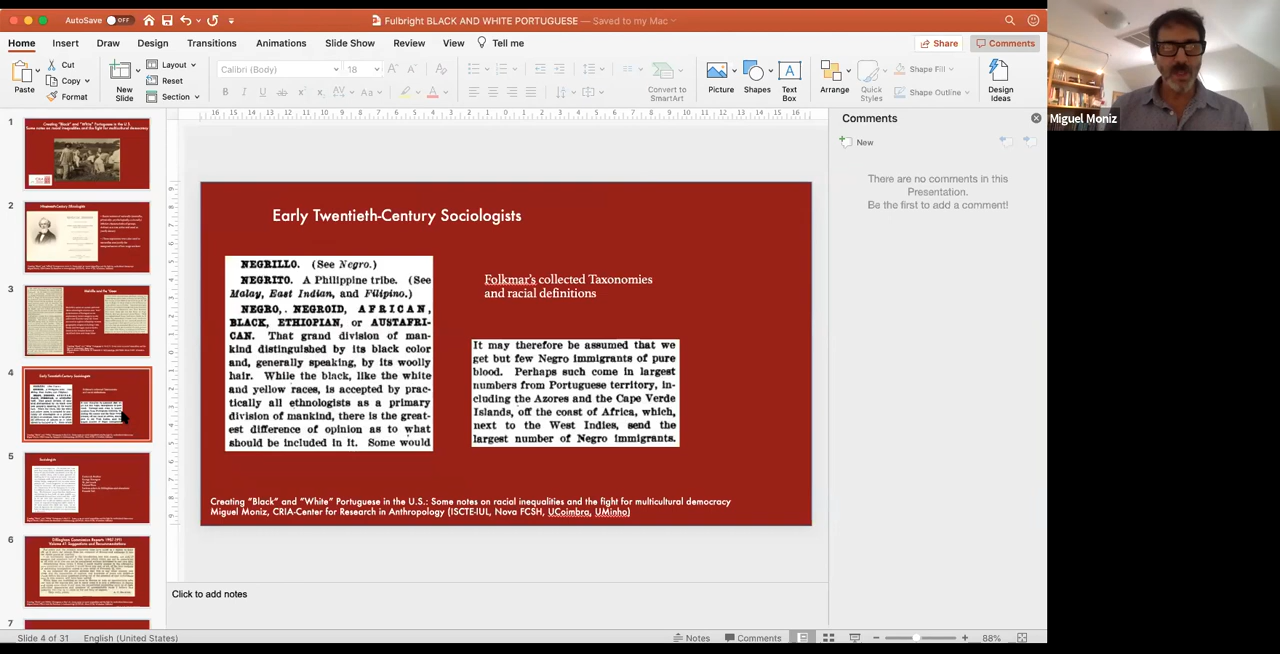 AutoSave OFF
Fulbright BLACK AND WHITE PORTUGUESE — Saved to my Mac
Home Insert Draw Design Transitions Animations Slide Show Review View Tell me
Share Comments
Paste
Cut
Copy
Format
New Slide
Layout
Reset
Section
Calibri (Body) 18
Convert to SmartArt
Picture
Shapes
Text Box
Arrange
Quick Styles
Shape Fill
Shape Outline
Design Ideas
Miguel Moniz
Comments
New
There are no comments in this
Presentation.
Be the first to add a comment!
1
2
3
4
5
6
7
Early Twentieth-Century Sociologists
NEGRILLO. (See Negro.)
NEGRITO. A Philippine tribe. (See
Malay, East Indian, and Filipino.)
NEGRO, NEGROID, AFRICAN,
BLACK, ETHIOPIAN, or AUSTAFRI-
CAN. That grand division of man-
kind distinguished by its black color
and, generally speaking, by its woolly
hair. While the black, like the white
and yellow races, is accepted by prac-
tically all ethnologists as a primary
division of mankind, there is the great-
est difference of opinion as to what
should be included in it. Some would
Folkmar's collected Taxonomies
and racial definitions
It may therefore be assumed that we
get but few Negro immigrants of pure
blood. Perhaps such come in largest
numbers from Portuguese territory, in-
cluding the Azores and the Cape Verde
Islands, off the coast of Africa, which,
next to the West Indies, send the
largest number of Negro immigrants.
Creating "Black" and "White" Portuguese in the U.S.: Some notes on racial inequalities and the fight for multicultural democracy
Miguel Moniz, CRIA-Center for Research in Anthropology (ISCTE-IUL, Nova FCSH, UCoimbra, UMinho)
Click to add notes
Slide 4 of 31 English (United States)
Notes Comments 88%